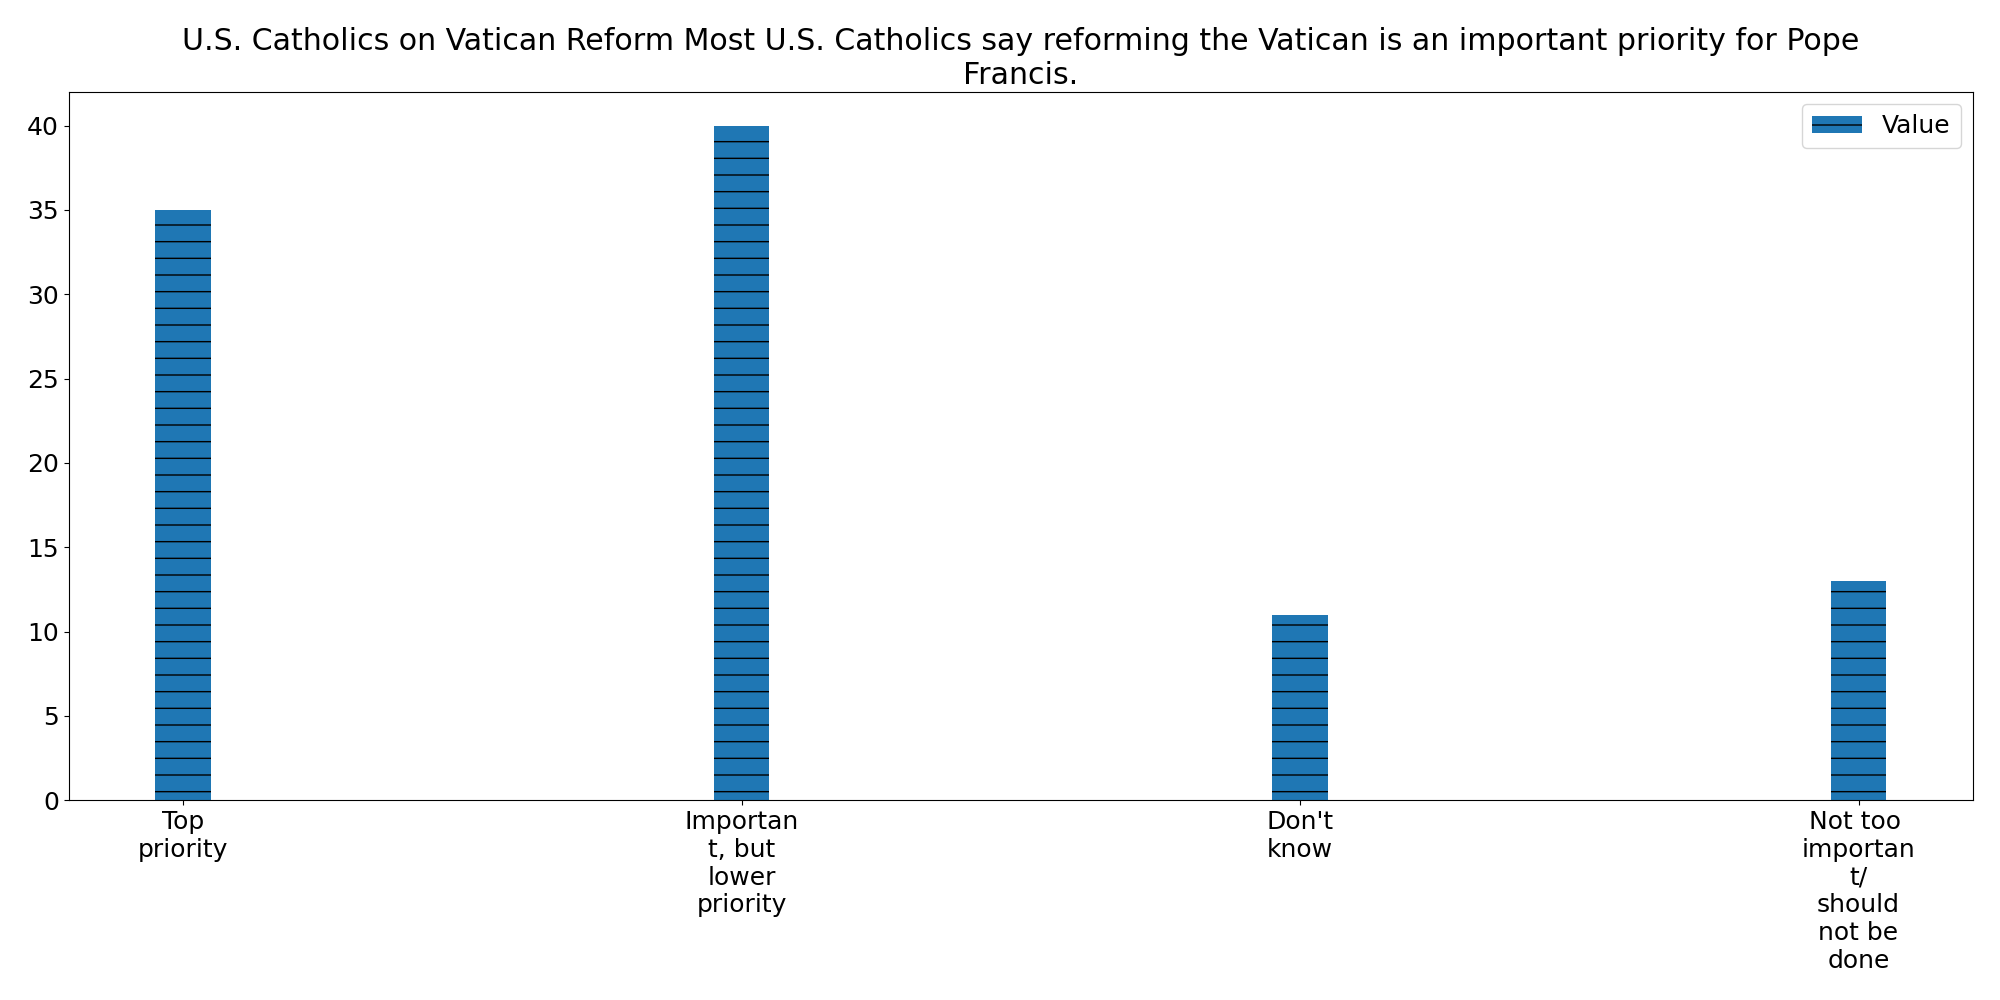 U.S. Catholics on Vatican Reform Most U.S. Catholics say reforming the Vatican is an important priority for Pope
Francis.
Value
40
35
30
25
20
15
10
5
0
Top
priority
Importan
t, but
lower
priority
Don't
know
Not too
importan
t/
should
not be
done